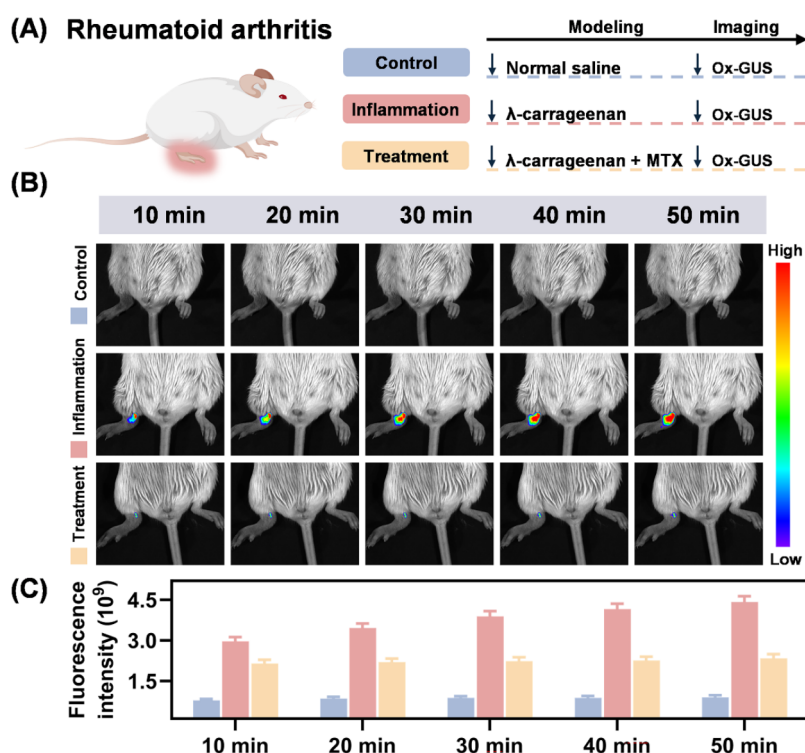 (A) Rheumatoid arthritis
Modeling Imaging
Control Normal saline Ox-GUS
Inflammation λ-carrageenan Ox-GUS
Treatment λ-carrageenan + MTX Ox-GUS
(B)
10 min 20 min 30 min 40 min 50 min
High
Control
Inflammation
Treatment
Low
(C)
Fluorescence
intensity (10⁹)
4.5
3.0
1.5
10 min 20 min 30 min 40 min 50 min